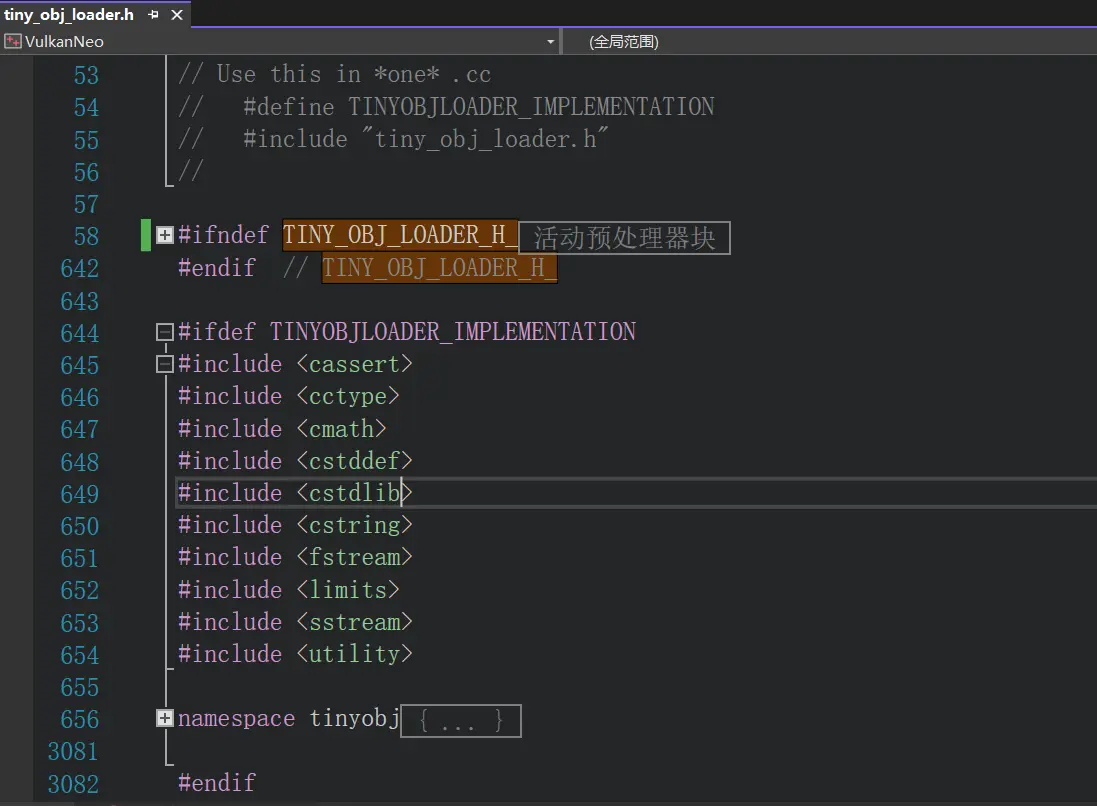 tiny_obj_loader.h
VulkanNeo (全局范围)
53 // Use this in *one* .cc
54 //   #define TINYOBJLOADER_IMPLEMENTATION
55 //   #include "tiny_obj_loader.h"
56 //
57
58 #ifndef TINY_OBJ_LOADER_H_ 活动预处理器块
642 #endif  // TINY_OBJ_LOADER_H_
643
644 #ifdef TINYOBJLOADER_IMPLEMENTATION
645 #include <cassert>
646 #include <cctype>
647 #include <cmath>
648 #include <cstddef>
649 #include <cstdlib>
650 #include <cstring>
651 #include <fstream>
652 #include <limits>
653 #include <sstream>
654 #include <utility>
655
656 namespace tinyobj { ... }
3081
3082 #endif